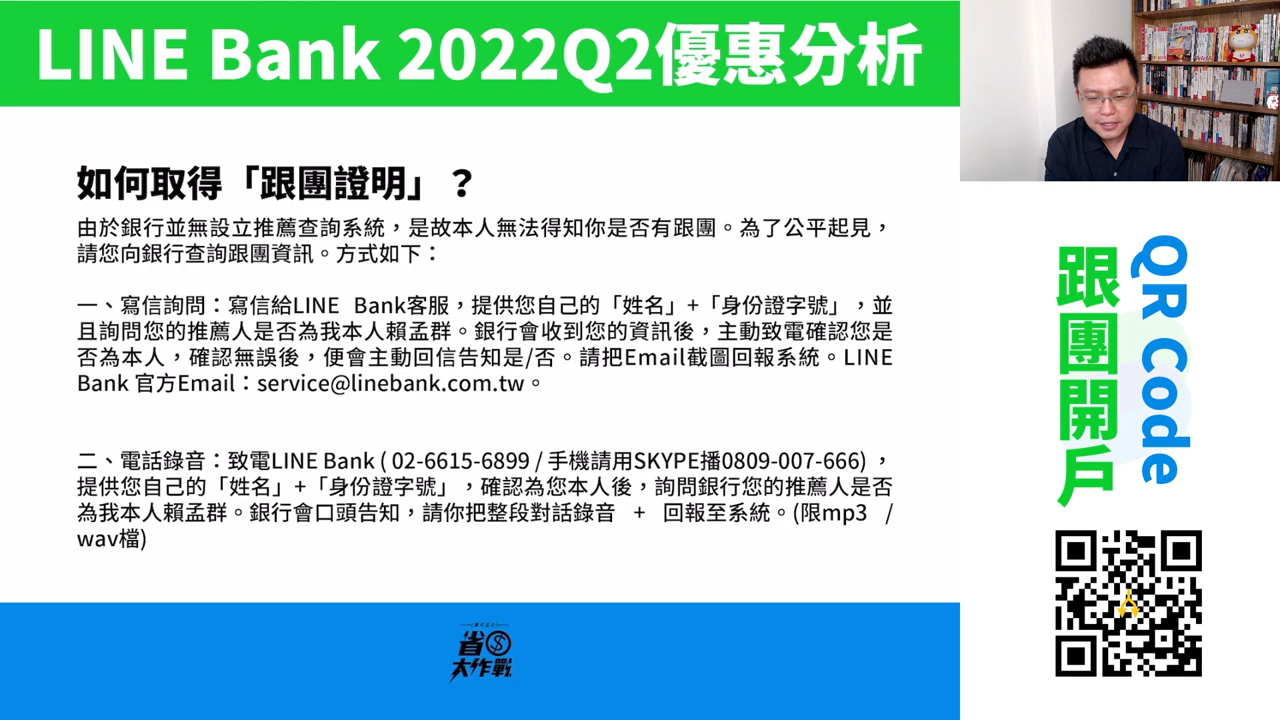 LINE Bank 2022Q2優惠分析
如何取得「跟團證明」？
由於銀行並無設立推薦查詢系統，是故本人無法得知你是否有跟團。為了公平起見，
請您向銀行查詢跟團資訊。方式如下：
一、寫信詢問：寫信給LINE Bank客服，提供您自己的「姓名」+「身份證字號」，並
且詢問您的推薦人是否為我本人賴孟群。銀行會收到您的資訊後，主動致電確認您是
否為本人，確認無誤後，便會主動回信告知是/否。請把Email截圖回報系統。LINE
Bank 官方Email：service@linebank.com.tw。
二、電話錄音：致電LINE Bank ( 02-6615-6899 / 手機請用SKYPE播0809-007-666) ，
提供您自己的「姓名」+「身份證字號」，確認為您本人後，詢問銀行您的推薦人是否
為我本人賴孟群。銀行會口頭告知，請你把整段對話錄音 + 回報至系統。(限mp3 /
wav檔)
QR Code
跟團開戶
省$
大作戰